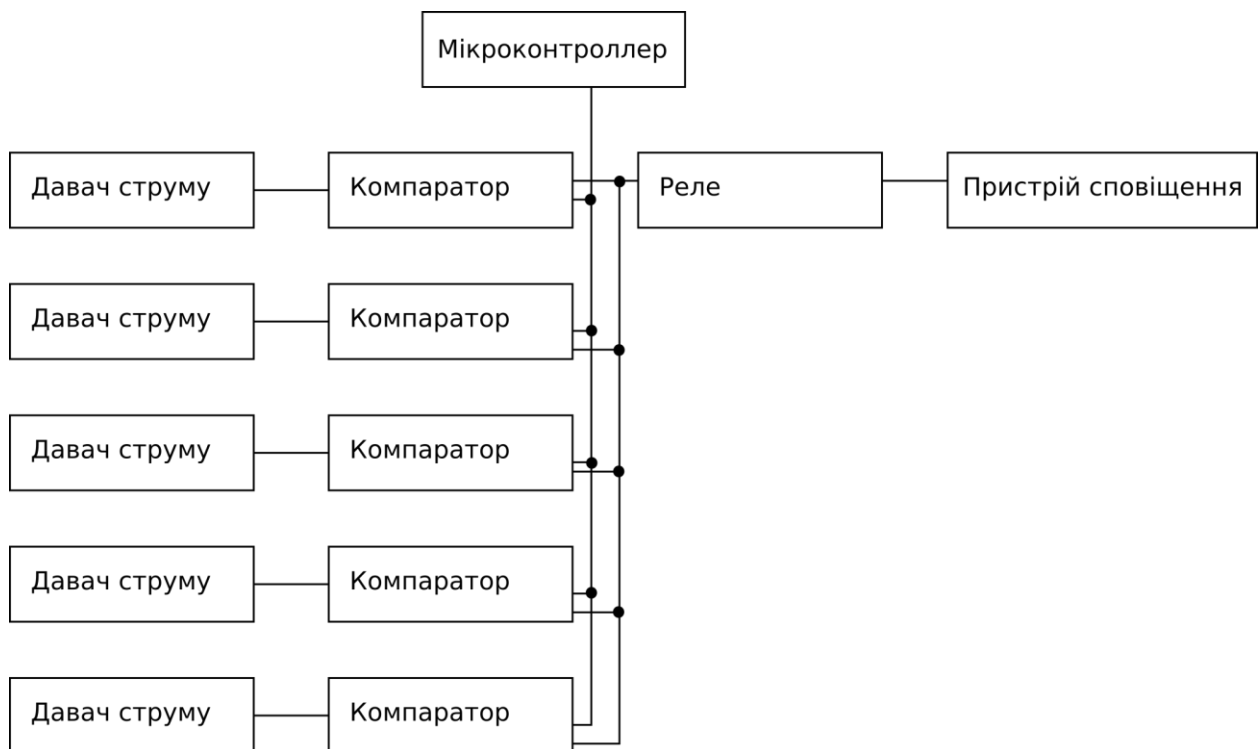 Мікроконтроллер
Давач струму
Компаратор
Реле
Пристрій сповіщення
Давач струму
Компаратор
Давач струму
Компаратор
Давач струму
Компаратор
Давач струму
Компаратор